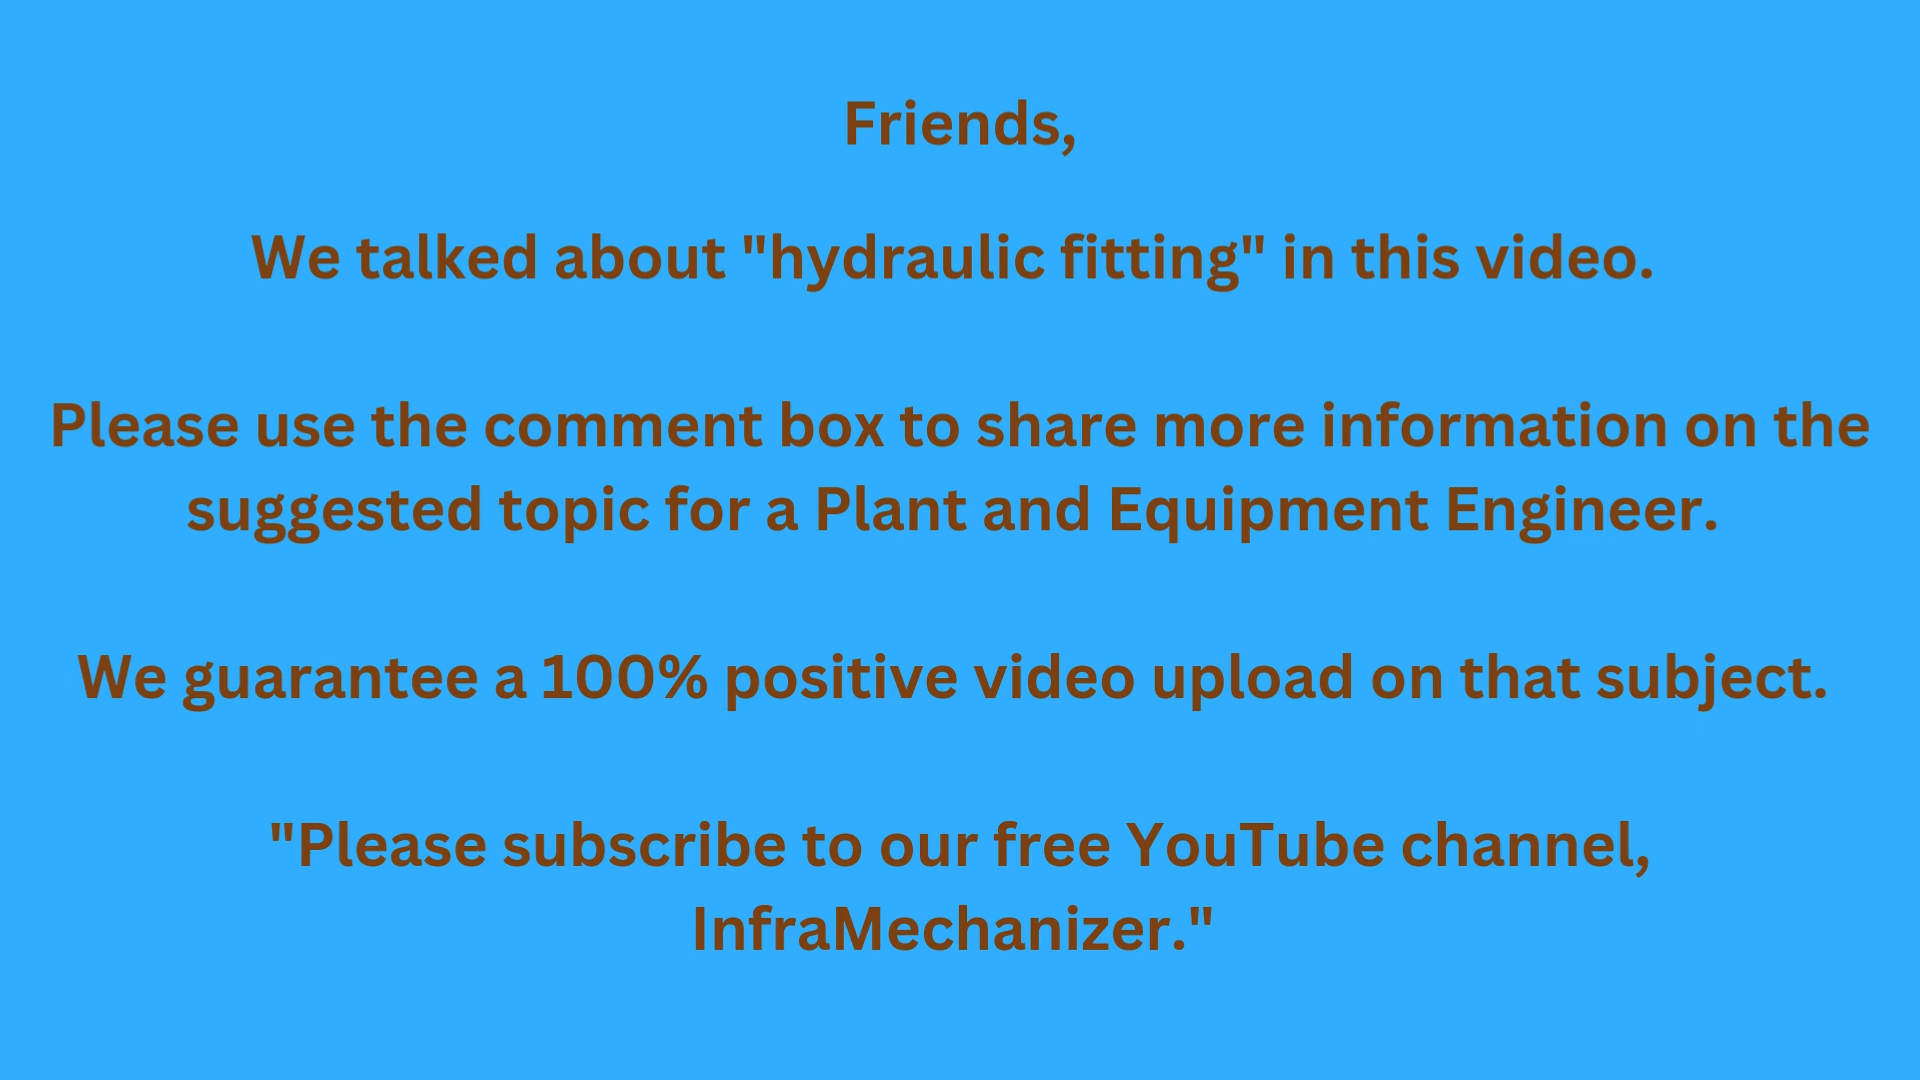 Friends,
We talked about "hydraulic fitting" in this video.
Please use the comment box to share more information on the
suggested topic for a Plant and Equipment Engineer.
We guarantee a 100% positive video upload on that subject.
"Please subscribe to our free YouTube channel,
InfraMechanizer."